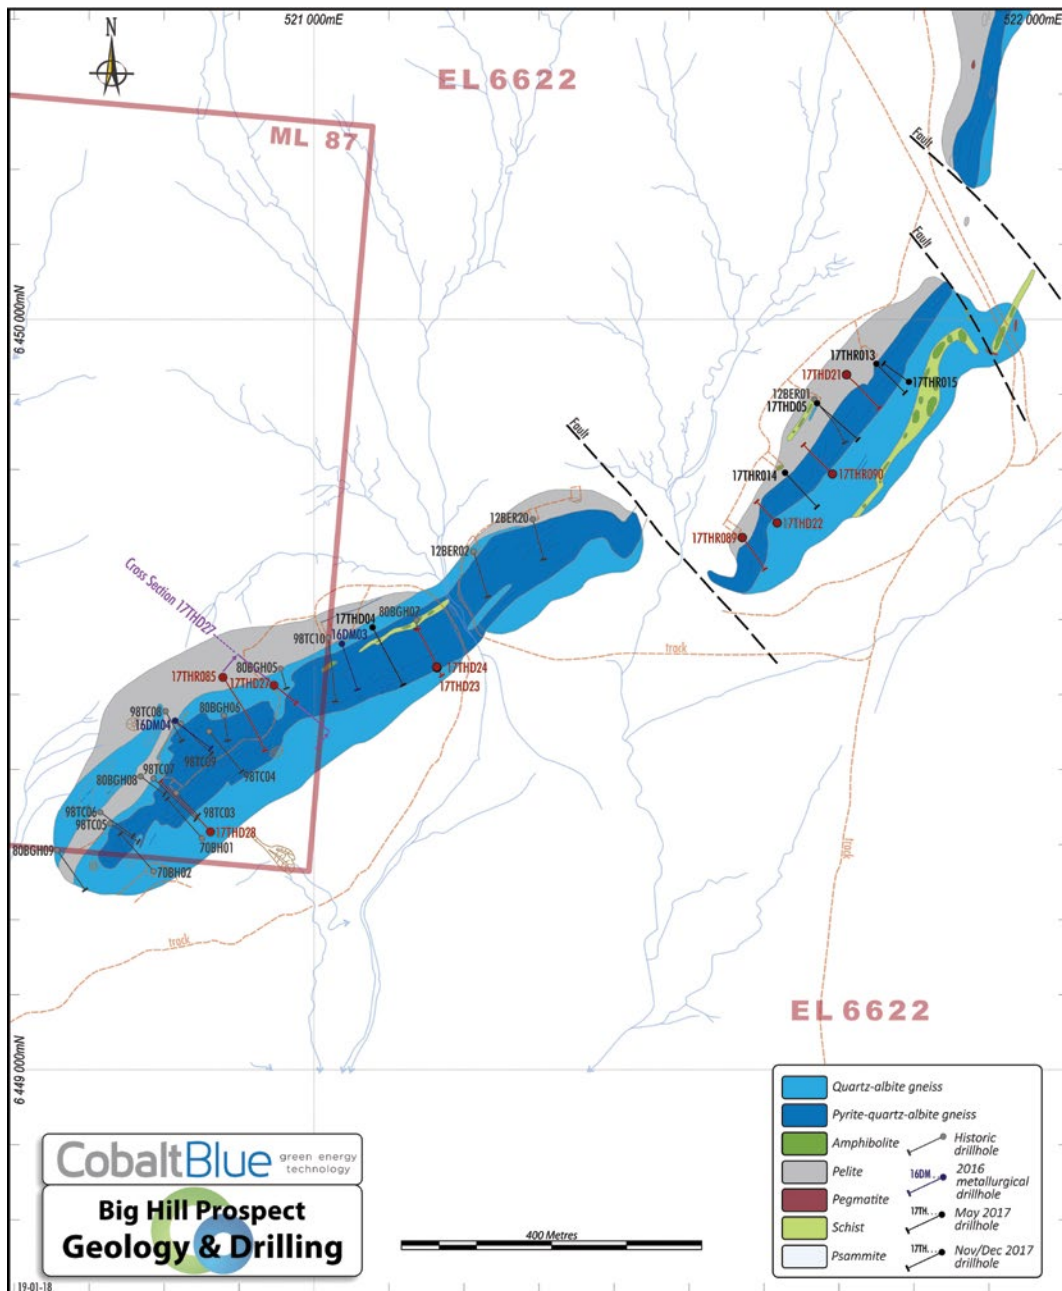 521 000mE
522 000mE
N
EL 6622
ML 87
Fault
Fault
6 450 000mN
17THR013
17THD21
17THR015
12BER01
17THD05
Fault
17THR014
17THR090
17THD22
17THR089
12BER20
12BER02
Cross Section 17THD27
17THD04
80BGH07
98TC10
16DM03
80BGH05
17THR085
17THD27
17THD24
17THD23
track
98TC08
16DM04
80BGH06
98TC09
98TC07
80BGH08
98TC04
98TC06
98TC05
98TC03
17THD28
70BH01
80BGH09
70BH02
track
track
EL 6622
6 449 000mN
Quartz-albite gneiss
Pyrite-quartz-albite gneiss
Amphibolite
Pelite
Pegmatite
Schist
Psammite
Historic
drillhole
16DM...
2016
metallurgical
drillhole
17TH...
May 2017
drillhole
17TH...
Nov/Dec 2017
drillhole
CobaltBlue green energy
technology
Big Hill Prospect
Geology & Drilling
400 Metres
19-01-18